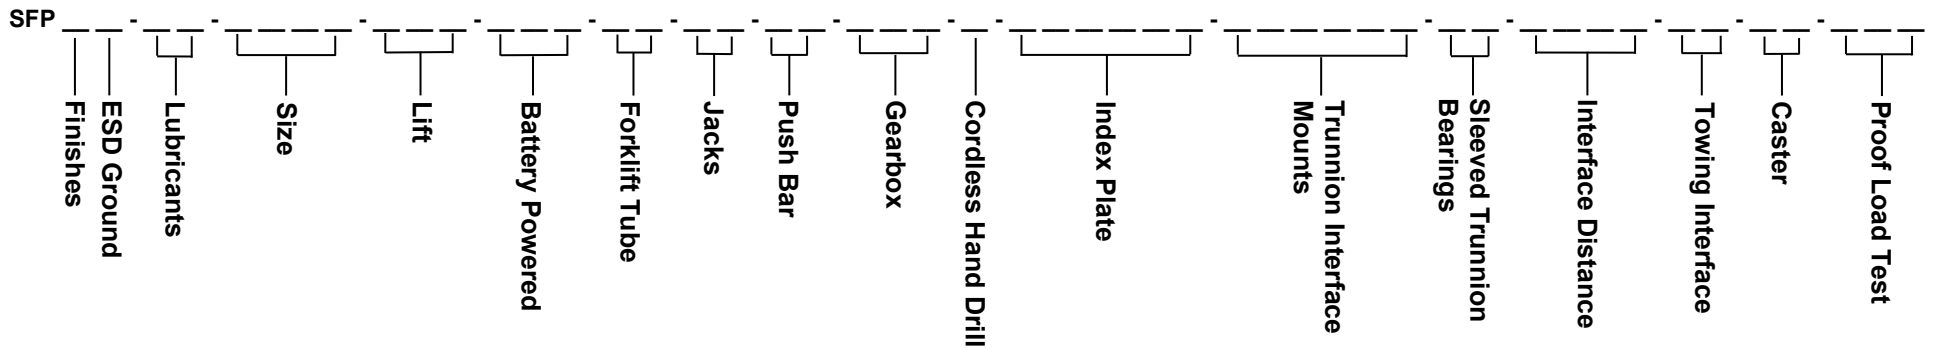 SFP _ _ - _ _ - _ _ _ _ - _ _ _ - _ _ _ - _ _ - _ _ - _ _ - _ _ _ - _ - _ _ _ _ _ _ - _ _ _ _ _ _ - _ _ - _ _ _ _ - _ _ - _ _ - _ _ _
Finishes
ESD Ground
Lubricants
Size
Lift
Battery Powered
Forklift Tube
Jacks
Push Bar
Gearbox
Cordless Hand Drill
Index Plate
Trunnion Interface
Mounts
Sleeved Trunnion
Bearings
Interface Distance
Towing Interface
Caster
Proof Load Test